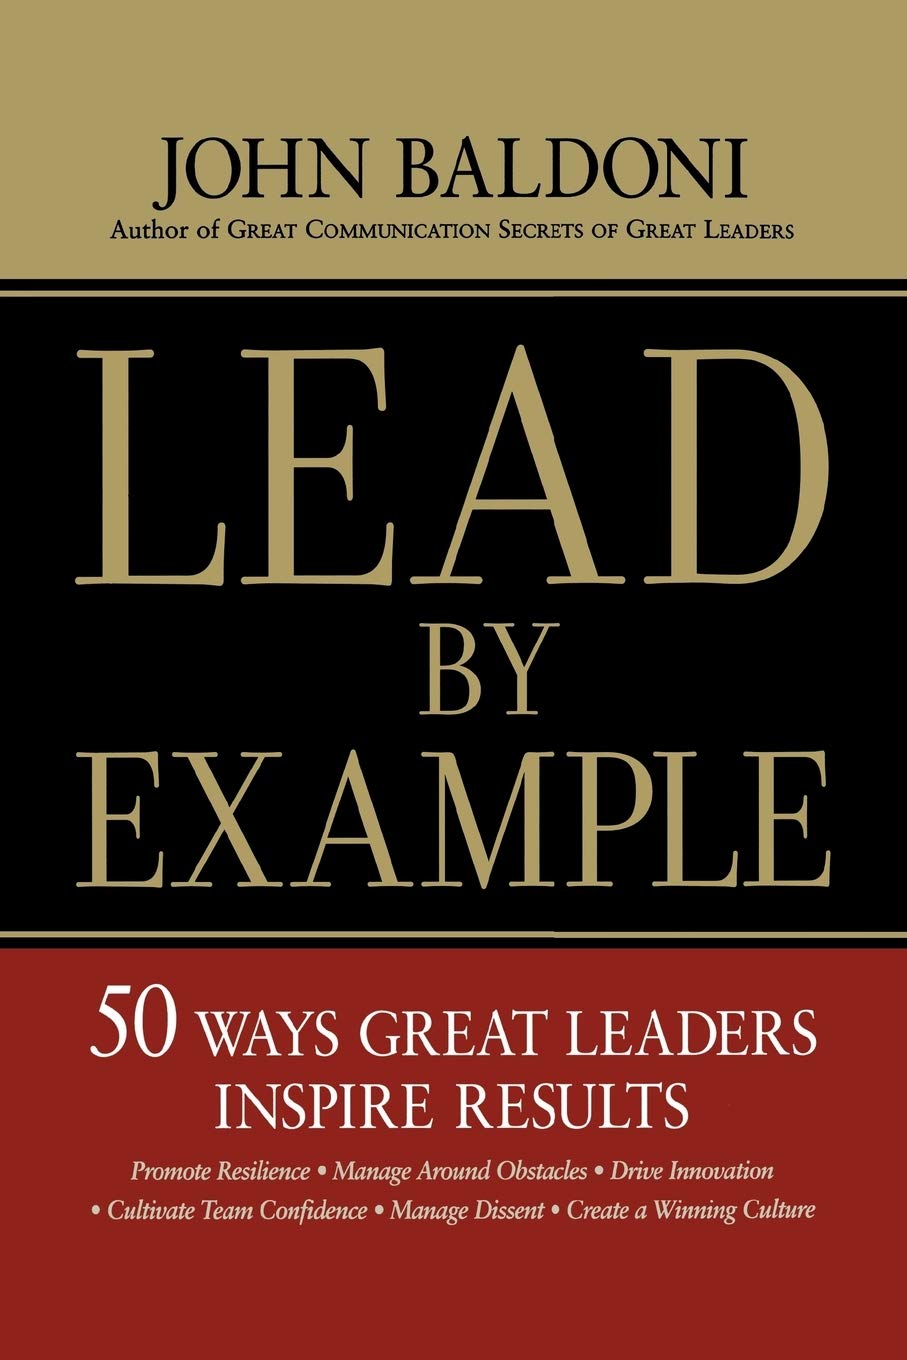 JOHN BALDONI
Author of GREAT COMMUNICATION SECRETS OF GREAT LEADERS
LEAD
BY
EXAMPLE
50 WAYS GREAT LEADERS
INSPIRE RESULTS
Promote Resilience • Manage Around Obstacles • Drive Innovation
• Cultivate Team Confidence • Manage Dissent • Create a Winning Culture